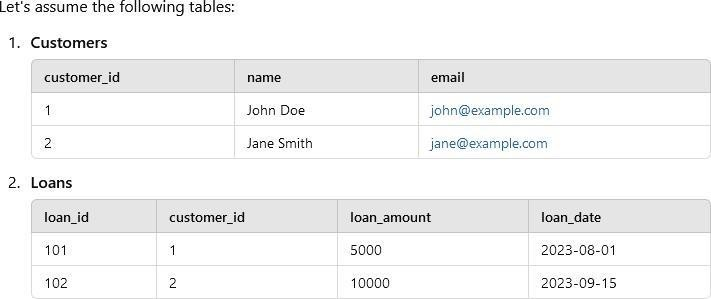 Let's assume the following tables:
1. Customers
customer_id name email
1 John Doe john@example.com
2 Jane Smith jane@example.com
2. Loans
loan_id customer_id loan_amount loan_date
101 1 5000 2023-08-01
102 2 10000 2023-09-15